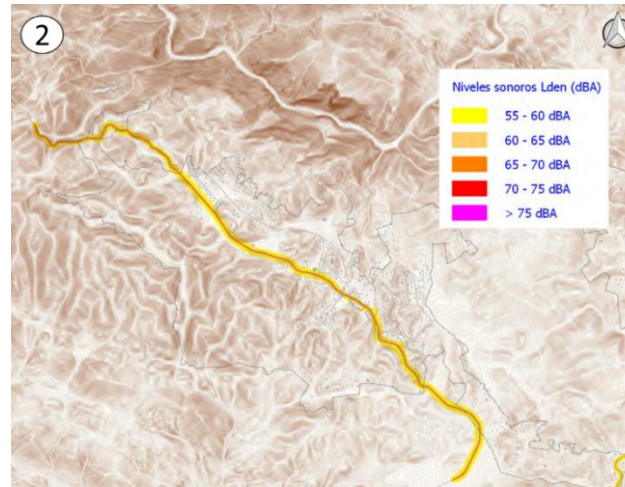 2
Niveles sonoros Lden (dBA)
55 - 60 dBA
60 - 65 dBA
65 - 70 dBA
70 - 75 dBA
> 75 dBA